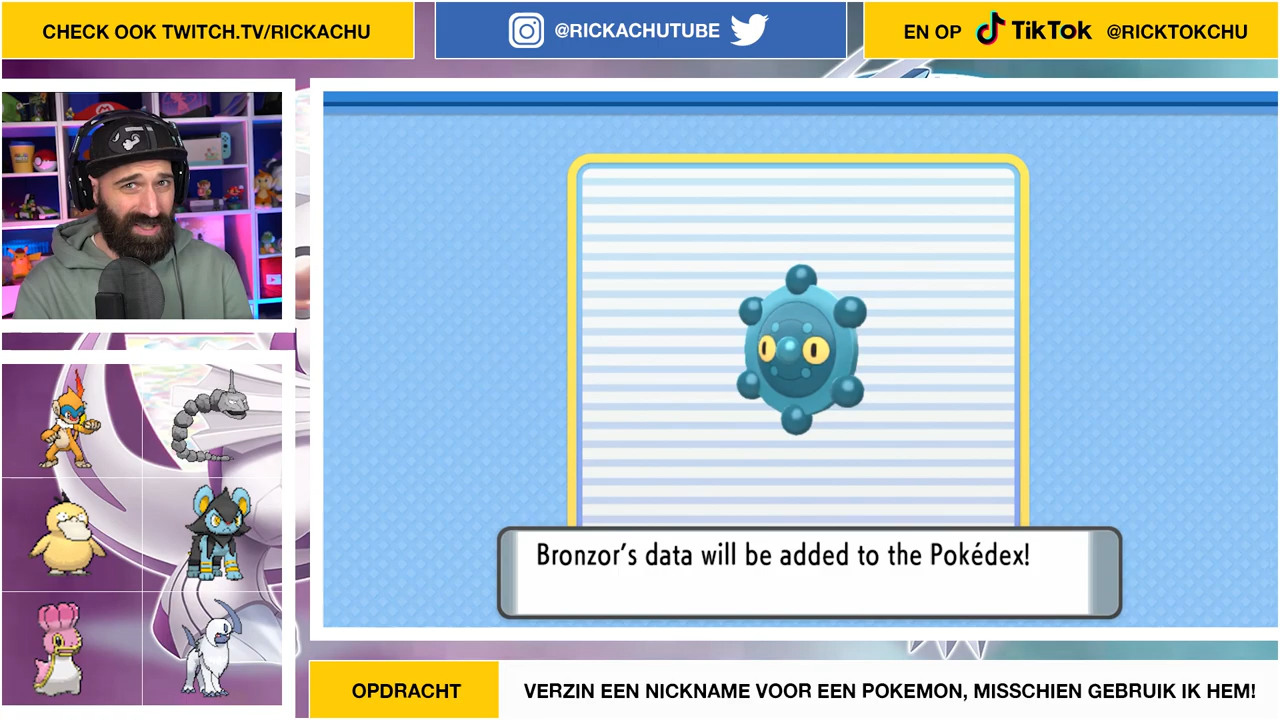 CHECK OOK TWITCH.TV/RICKACHU
@RICKACHUTUBE
EN OP TikTok @RICKTOKCHU
Bronzor's data will be added to the Pokédex!
OPDRACHT
VERZIN EEN NICKNAME VOOR EEN POKEMON, MISSCHIEN GEBRUIK IK HEM!